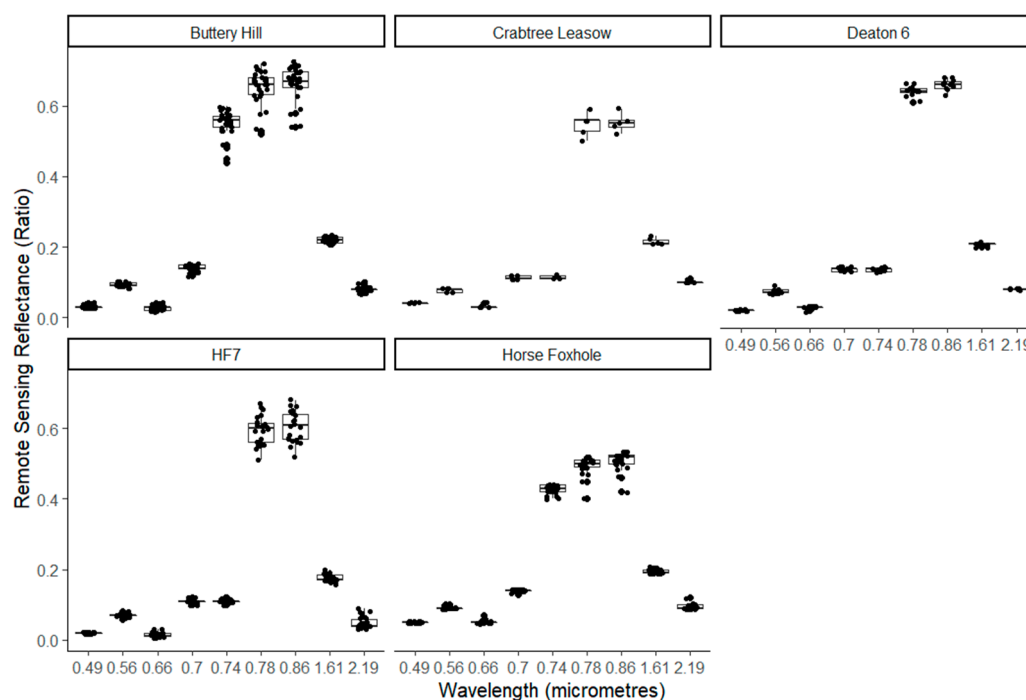 Buttery Hill Crabtree Leasow Deaton 6
0.6
0.4
0.2
0.0
0.49 0.56 0.66 0.7 0.74 0.78 0.86 1.61 2.19
HF7 Horse Foxhole
0.6
0.4
0.2
0.0
0.49 0.56 0.66 0.7 0.74 0.78 0.86 1.61 2.19 0.49 0.56 0.66 0.7 0.74 0.78 0.86 1.61 2.19
Remote Sensing Reflectance (Ratio)
Wavelength (micrometres)